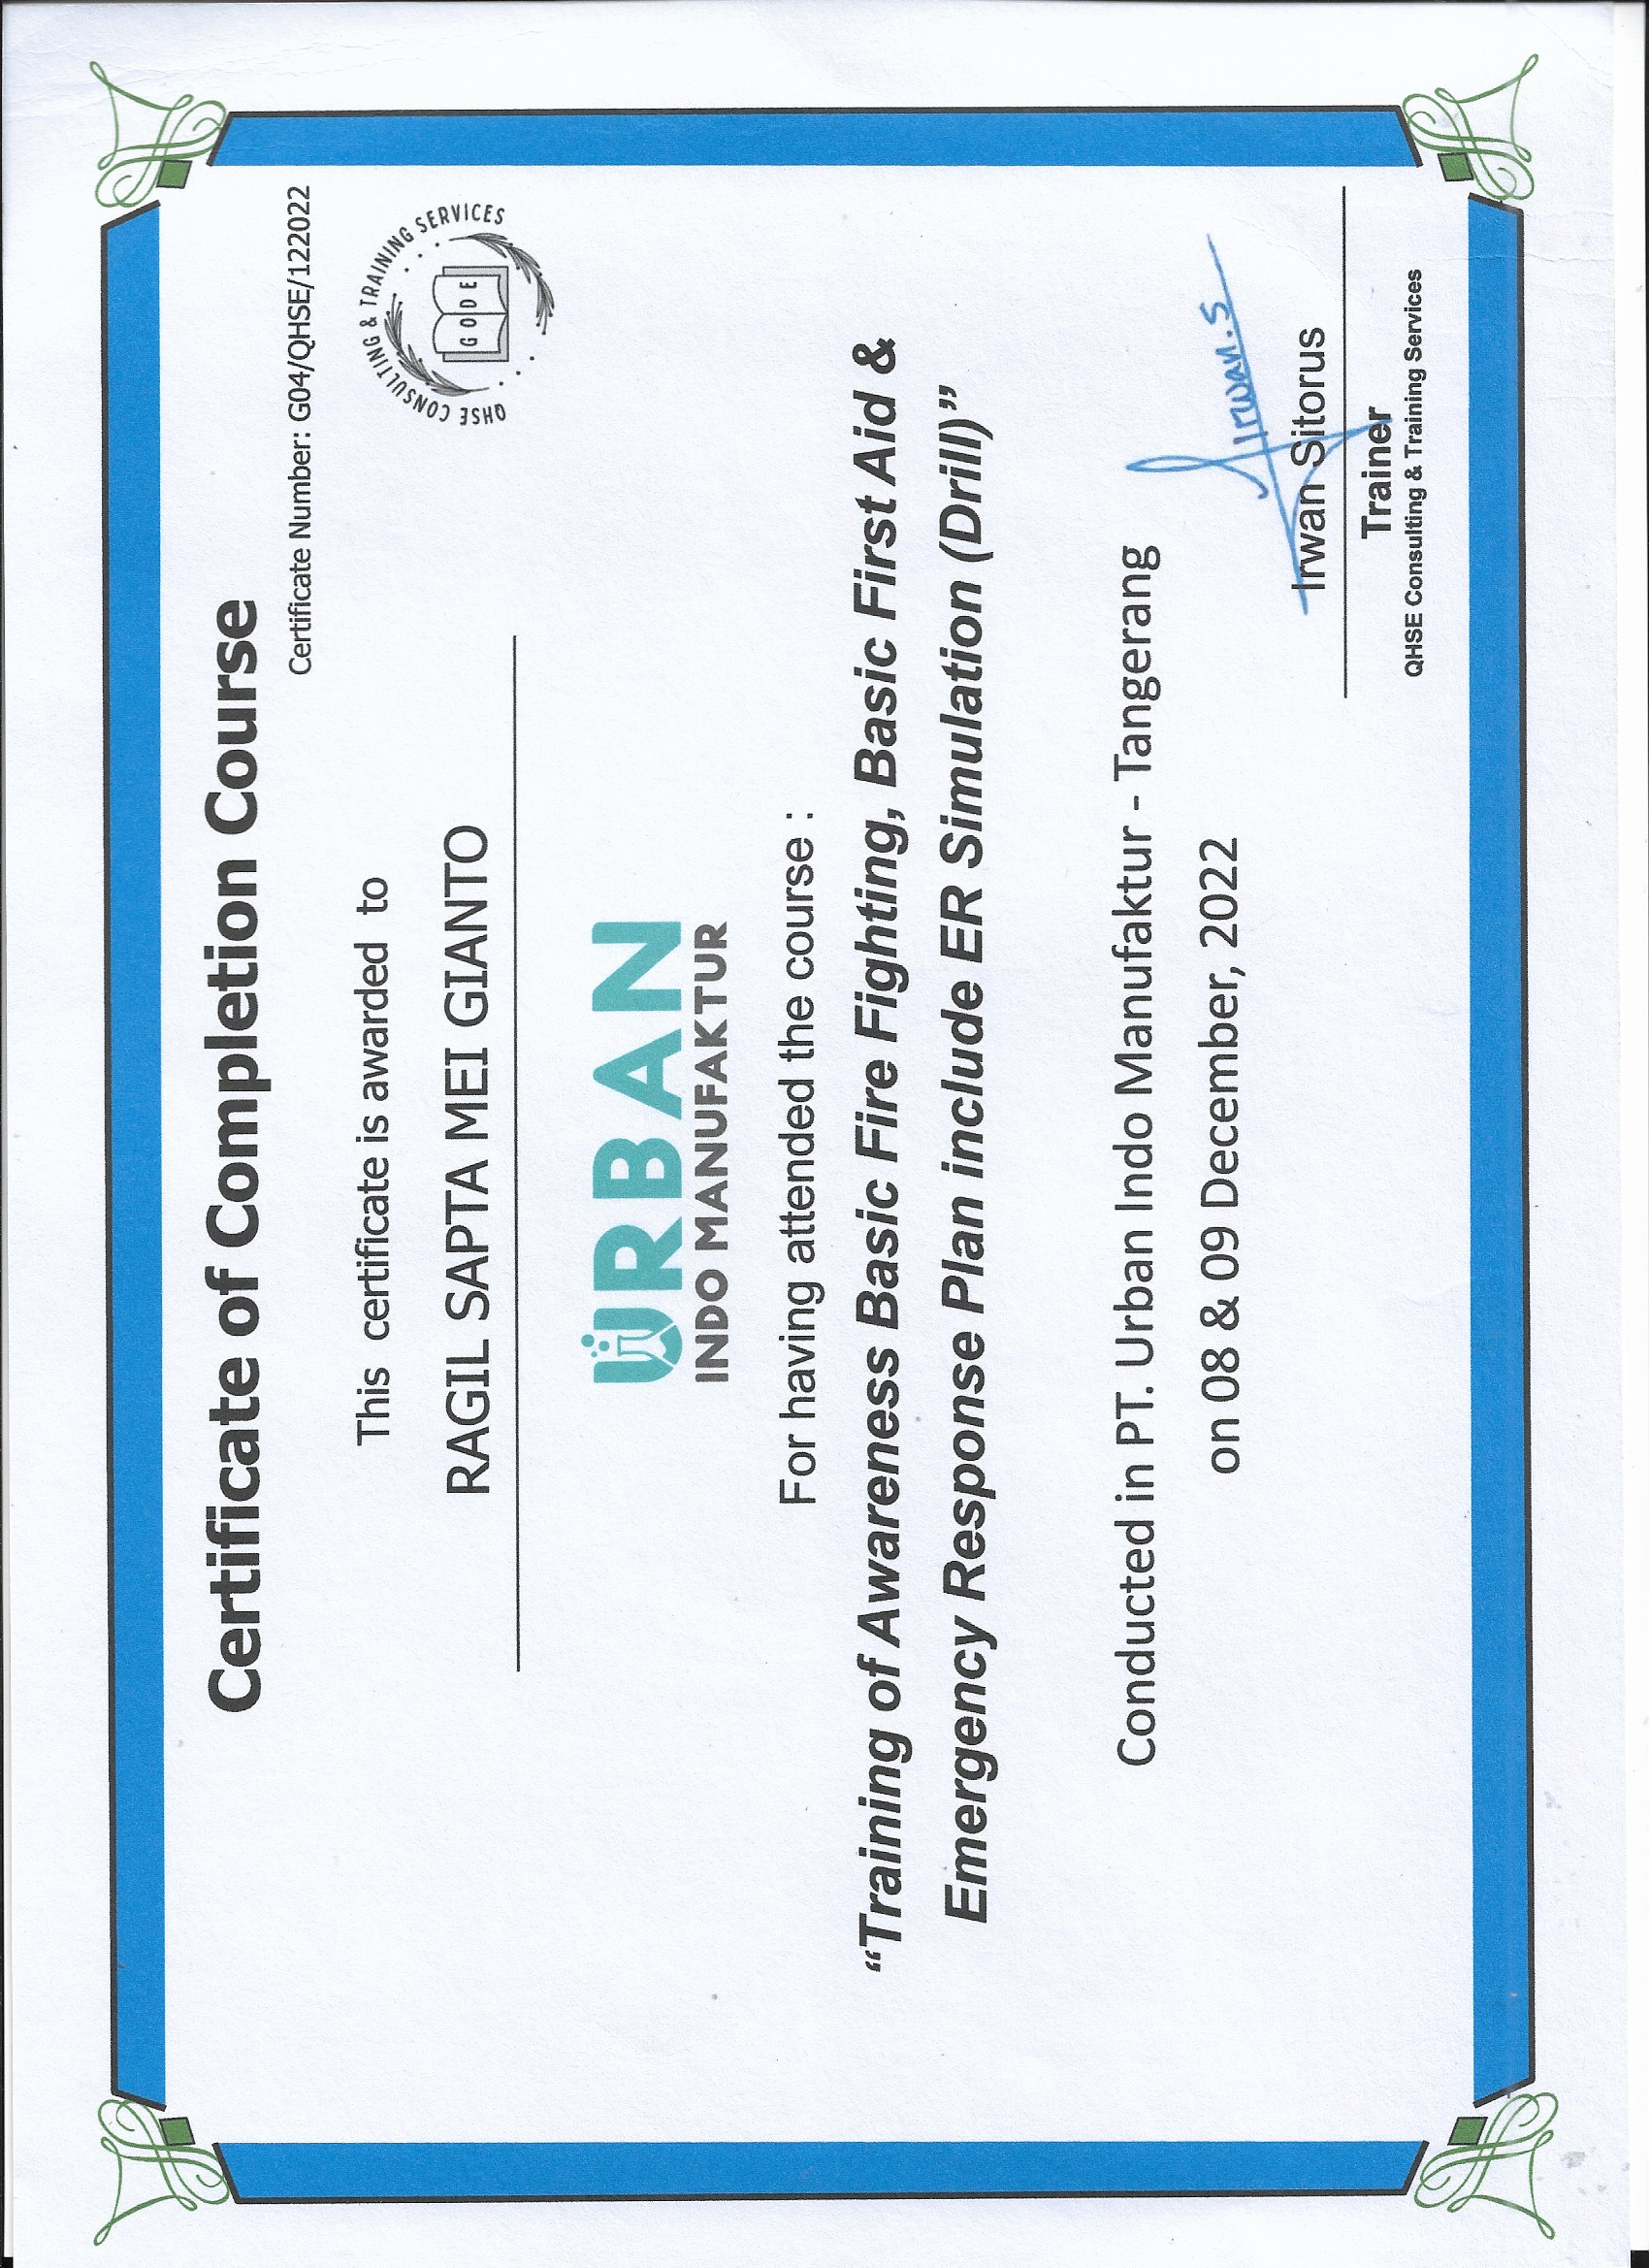 Certificate of Completion Course
Certificate Number: G04/QHSE/122022
This certificate is awarded to
RAGIL SAPTA MEI GIANTO
QHSE CONSULTING & TRAINING SERVICES
GODE
URBAN
INDO MANUFAKTUR
For having attended the course :
“Training of Awareness Basic Fire Fighting, Basic First Aid &
Emergency Response Plan include ER Simulation (Drill)”
Conducted in PT. Urban Indo Manufaktur - Tangerang
on 08 & 09 December, 2022
Irwan.S
Irwan Sitorus
Trainer
QHSE Consulting & Training Services